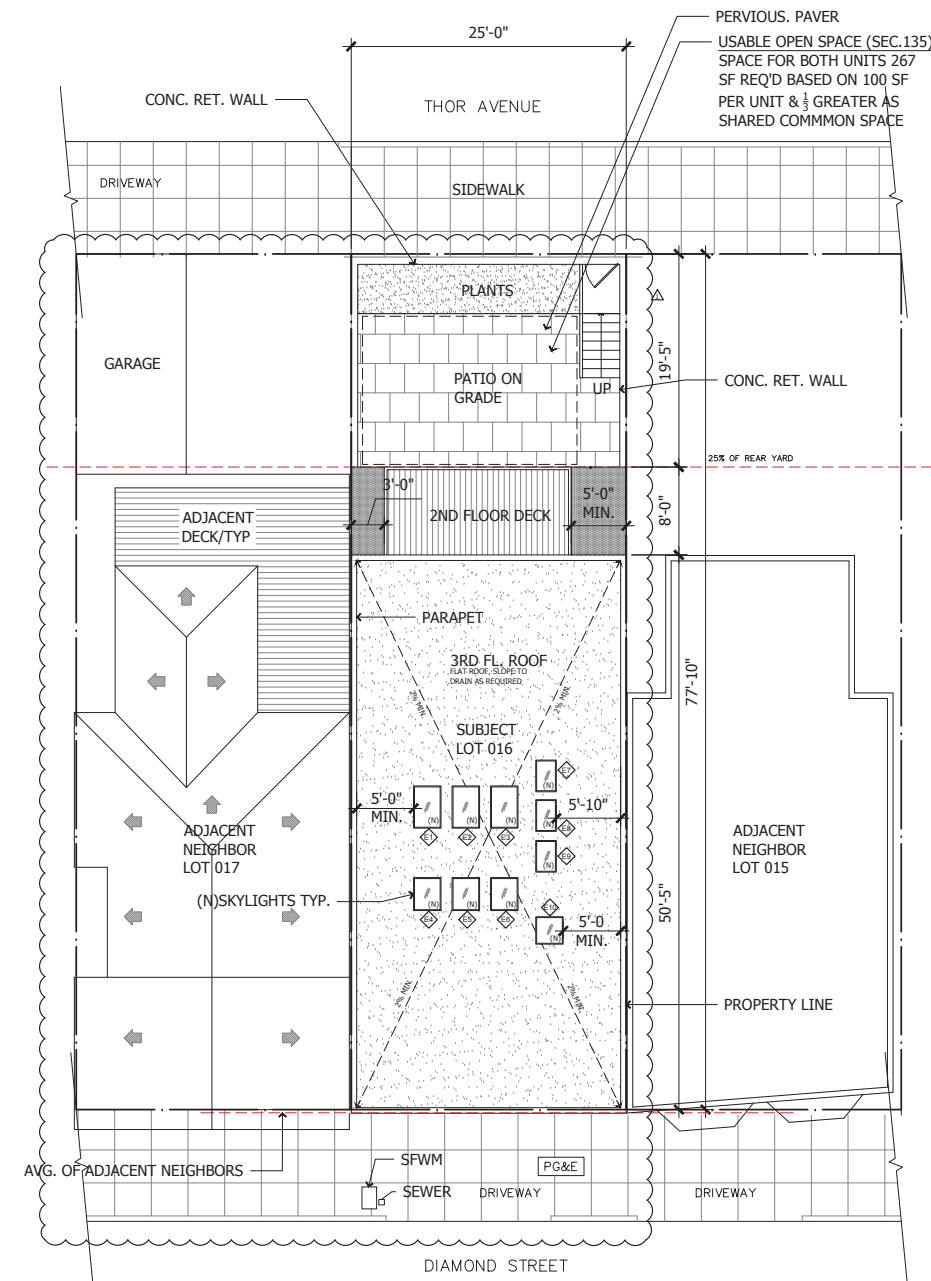 PERVIOUS. PAVER
25'-0"
USABLE OPEN SPACE (SEC.135)
SPACE FOR BOTH UNITS 267
SF REQ'D BASED ON 100 SF
PER UNIT & 1/3 GREATER AS
SHARED COMMMON SPACE
CONC. RET. WALL
THOR AVENUE
DRIVEWAY
SIDEWALK
PLANTS
1
GARAGE
19'-5"
PATIO ON
GRADE
UP
CONC. RET. WALL
25% OF REAR YARD
3'-0"
5'-0"
MIN.
2ND FLOOR DECK
8'-0"
ADJACENT
DECK/TYP
PARAPET
3RD FL. ROOF
FLAT ROOF, SLOPE TO
DRAIN AS REQUIRED
2% MIN.
2% MIN.
77'-10"
SUBJECT
LOT 016
E7
(N)
5'-0"
MIN.
5'-10"
(N)
(N)
(N)
(N)
E1
E2
E3
E8
ADJACENT
NEIGHBOR
LOT 017
ADJACENT
NEIGHBOR
LOT 015
E9
(N)
(N)SKYLIGHTS TYP.
(N)
(N)
(N)
E4
E5
E6
E10
(N)
50'-5"
5'-0
MIN.
2% MIN.
2% MIN.
PROPERTY LINE
AVG. OF ADJACENT NEIGHBORS
SFWM
PG&E
SEWER
DRIVEWAY
DRIVEWAY
DIAMOND STREET